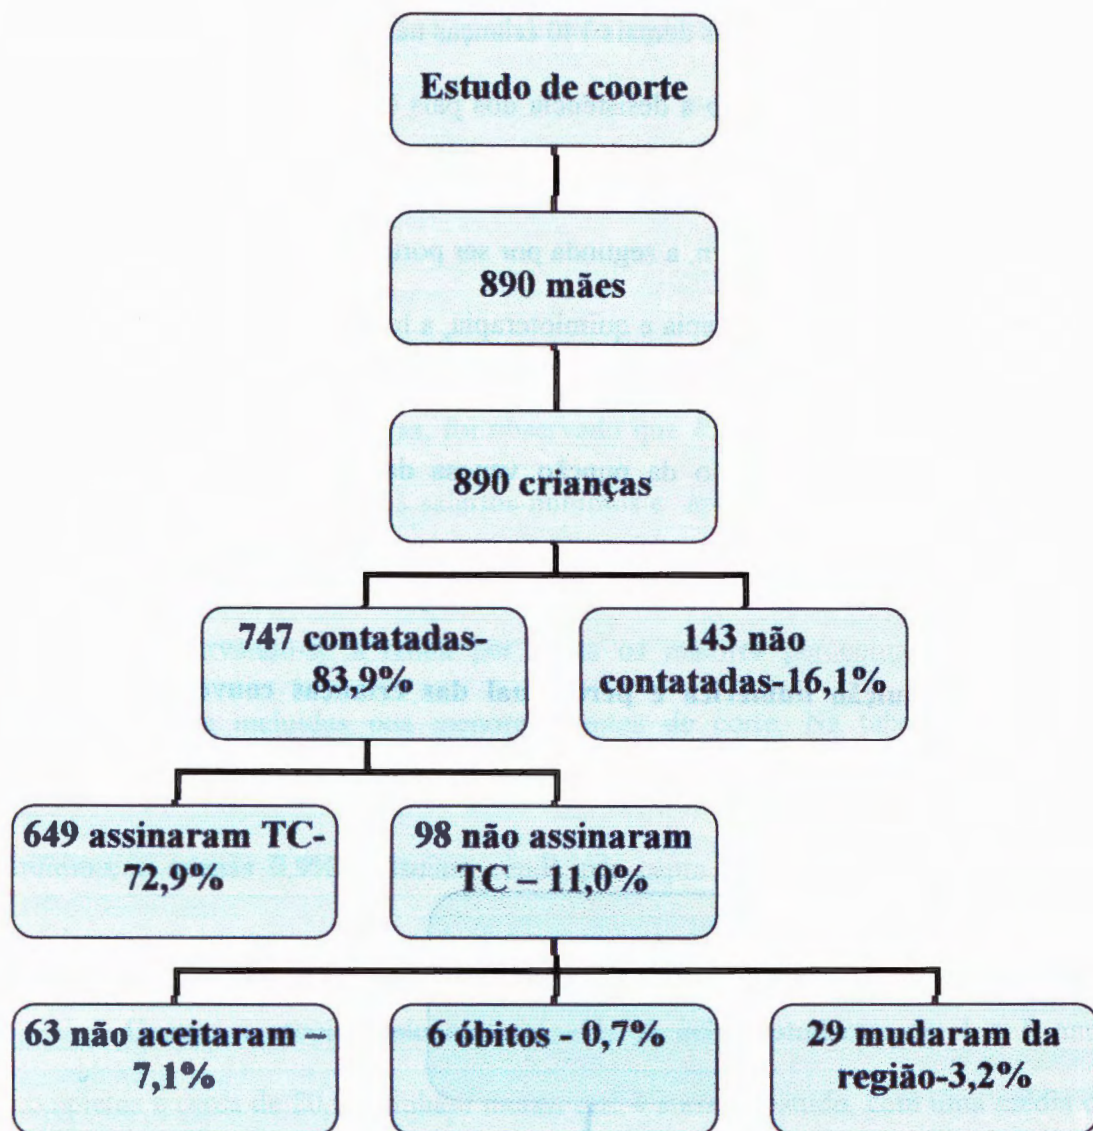 Estudo de coorte
890 mães
890 crianças
747 contatadas-
83,9%
143 não
contatadas-16,1%
649 assinaram TC-
72,9%
98 não assinaram
TC – 11,0%
63 não aceitaram –
7,1%
6 óbitos - 0,7%
29 mudaram da
região-3,2%